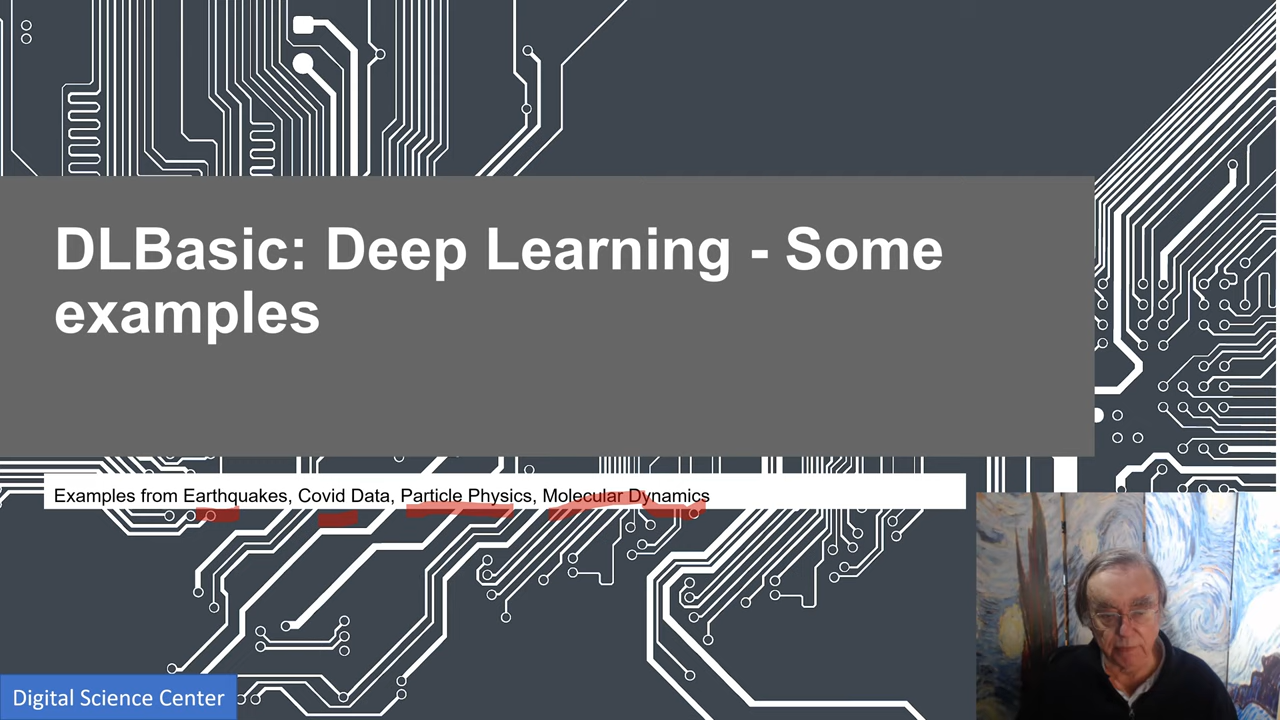 DLBasic: Deep Learning - Some
examples
Examples from Earthquakes, Covid Data, Particle Physics, Molecular Dynamics
Digital Science Center